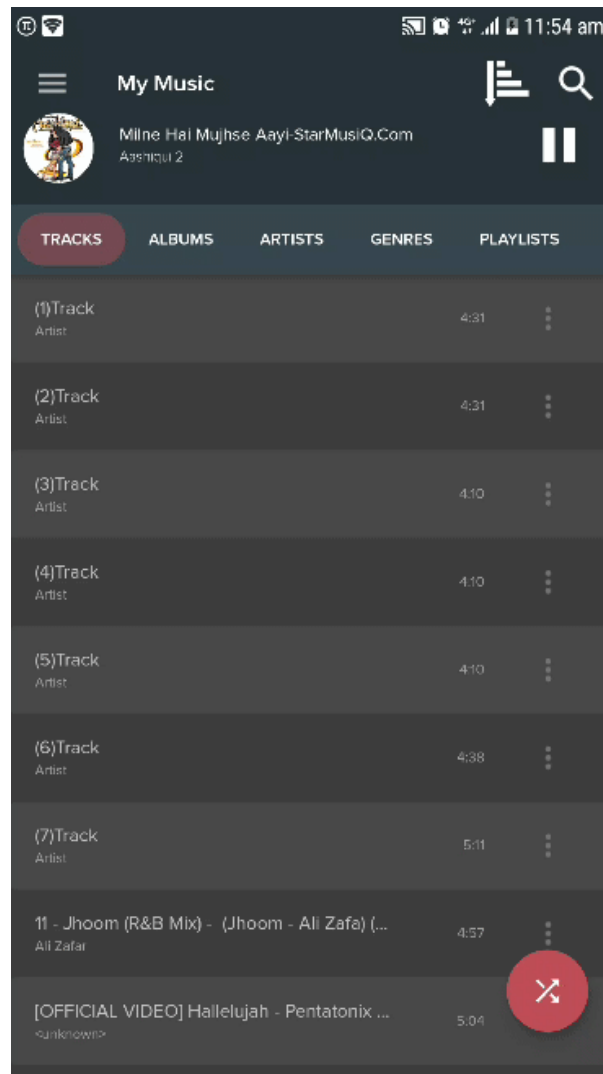 11:54 am
My Music
Milne Hai Mujhse Aayi-StarMusiQ.Com
Aashiqui 2
TRACKS ALBUMS ARTISTS GENRES PLAYLISTS
(1)Track
Artist
4:31
(2)Track
Artist
4:31
(3)Track
Artist
4:10
(4)Track
Artist
4:10
(5)Track
Artist
4:10
(6)Track
Artist
4:38
(7)Track
Artist
5:11
11 - Jhoom (R&B Mix) - (Jhoom - Ali Zafa) (...
Ali Zafar
4:57
[OFFICIAL VIDEO] Hallelujah - Pentatonix ...
<unknown>
5:04